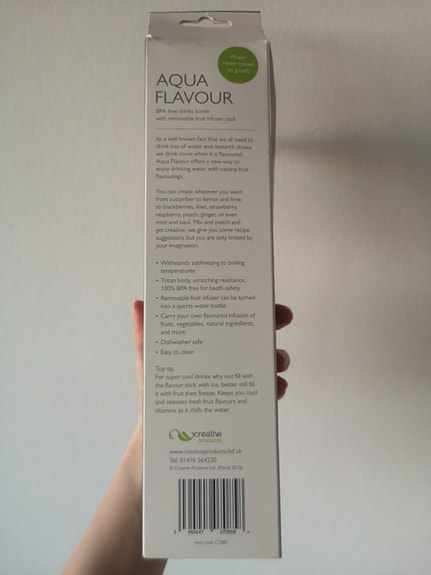 Water
never tasted
so good!
AQUA
FLAVOUR
BPA free drinks bottle
with removable fruit infuser stick
Its a well known fact that we all need to
drink lots of water and research shows
we drink more when it is flavoured.
Aqua Flavour offers a new way to
enjoy drinking water with natural fruit
flavourings.
You can create whatever you want
from cucumber to lemon and lime,
to blackberries, kiwi, strawberry,
raspberry, peach, ginger, or even
mint and basil. Mix and match and
get creative, we give you some recipe
suggestions but you are only limited by
your imagination.
• Withstands subfreezing to boiling
temperatures
• Tritan body, scratching resistance,
100% BPA free for heath-safety
• Removable fruit infuser can be turned
into a sports water bottle
• Carry your own flavoured infusion of
fruits, vegetables, natural ingredients,
and more
• Dishwasher safe
• Easy to clean
Top tip.
For super cool drinks why not fill with
the flavour stick with ice, better still fill
it with fruit then freeze. Keeps you cool
and releases fresh fruit flavours and
vitamins as it chills the water.
creative
products
www.creativeproducts.ltd.uk
Tel: 01476 564230
© Creative Products Ltd. (March 2015)